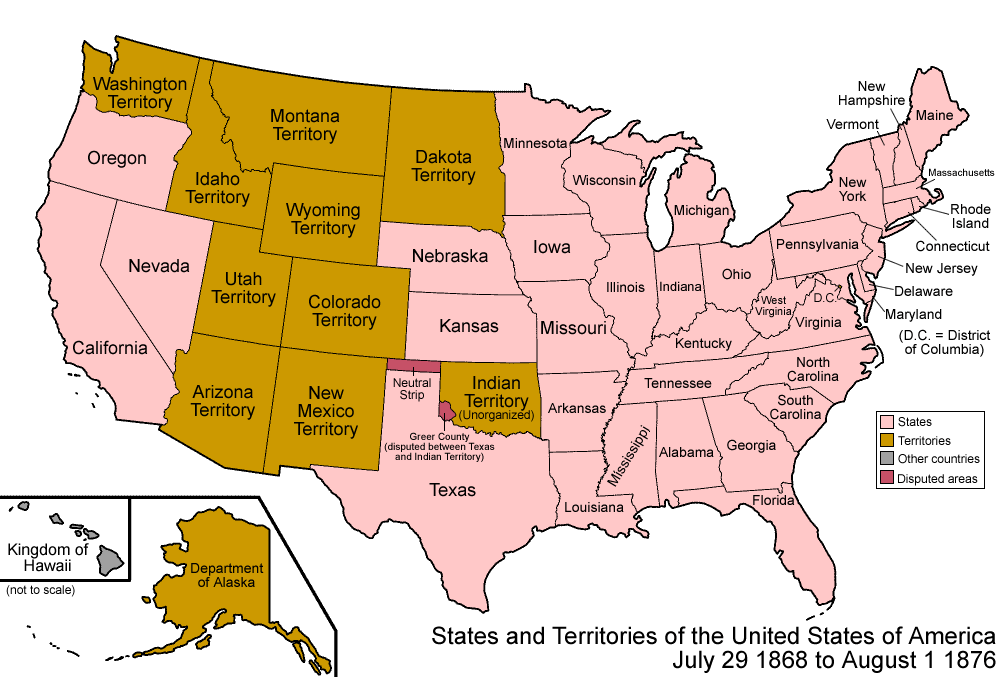 Washington
Territory
Montana
Territory
Dakota
Territory
Minnesota
New
Hampshire
Vermont
Maine
Oregon
Idaho
Territory
Wyoming
Territory
Wisconsin
Michigan
New
York
Massachusetts
Rhode
Island
Connecticut
New Jersey
Delaware
Maryland
(D.C. = District
of Columbia)
Nevada
Utah
Territory
Colorado
Territory
Nebraska
Iowa
Illinois
Indiana
Ohio
Pennsylvania
West
Virginia
D.C.
Virginia
California
Kansas
Missouri
Kentucky
Arizona
Territory
New
Mexico
Territory
Neutral
Strip
Indian
Territory
(Unorganized)
Greer County
(disputed between Texas
and Indian Territory)
Arkansas
Tennessee
North
Carolina
South
Carolina
Texas
Louisiana
Mississippi
Alabama
Georgia
Florida
States
Territories
Other countries
Disputed areas
Kingdom of
Hawaii
(not to scale)
Department
of Alaska
States and Territories of the United States of America
July 29 1868 to August 1 1876